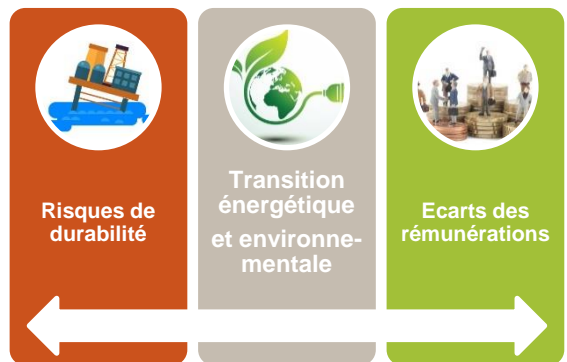 Risques de
durabilité
Transition
énergétique
et environne-
mentale
Ecarts des
rémunérations